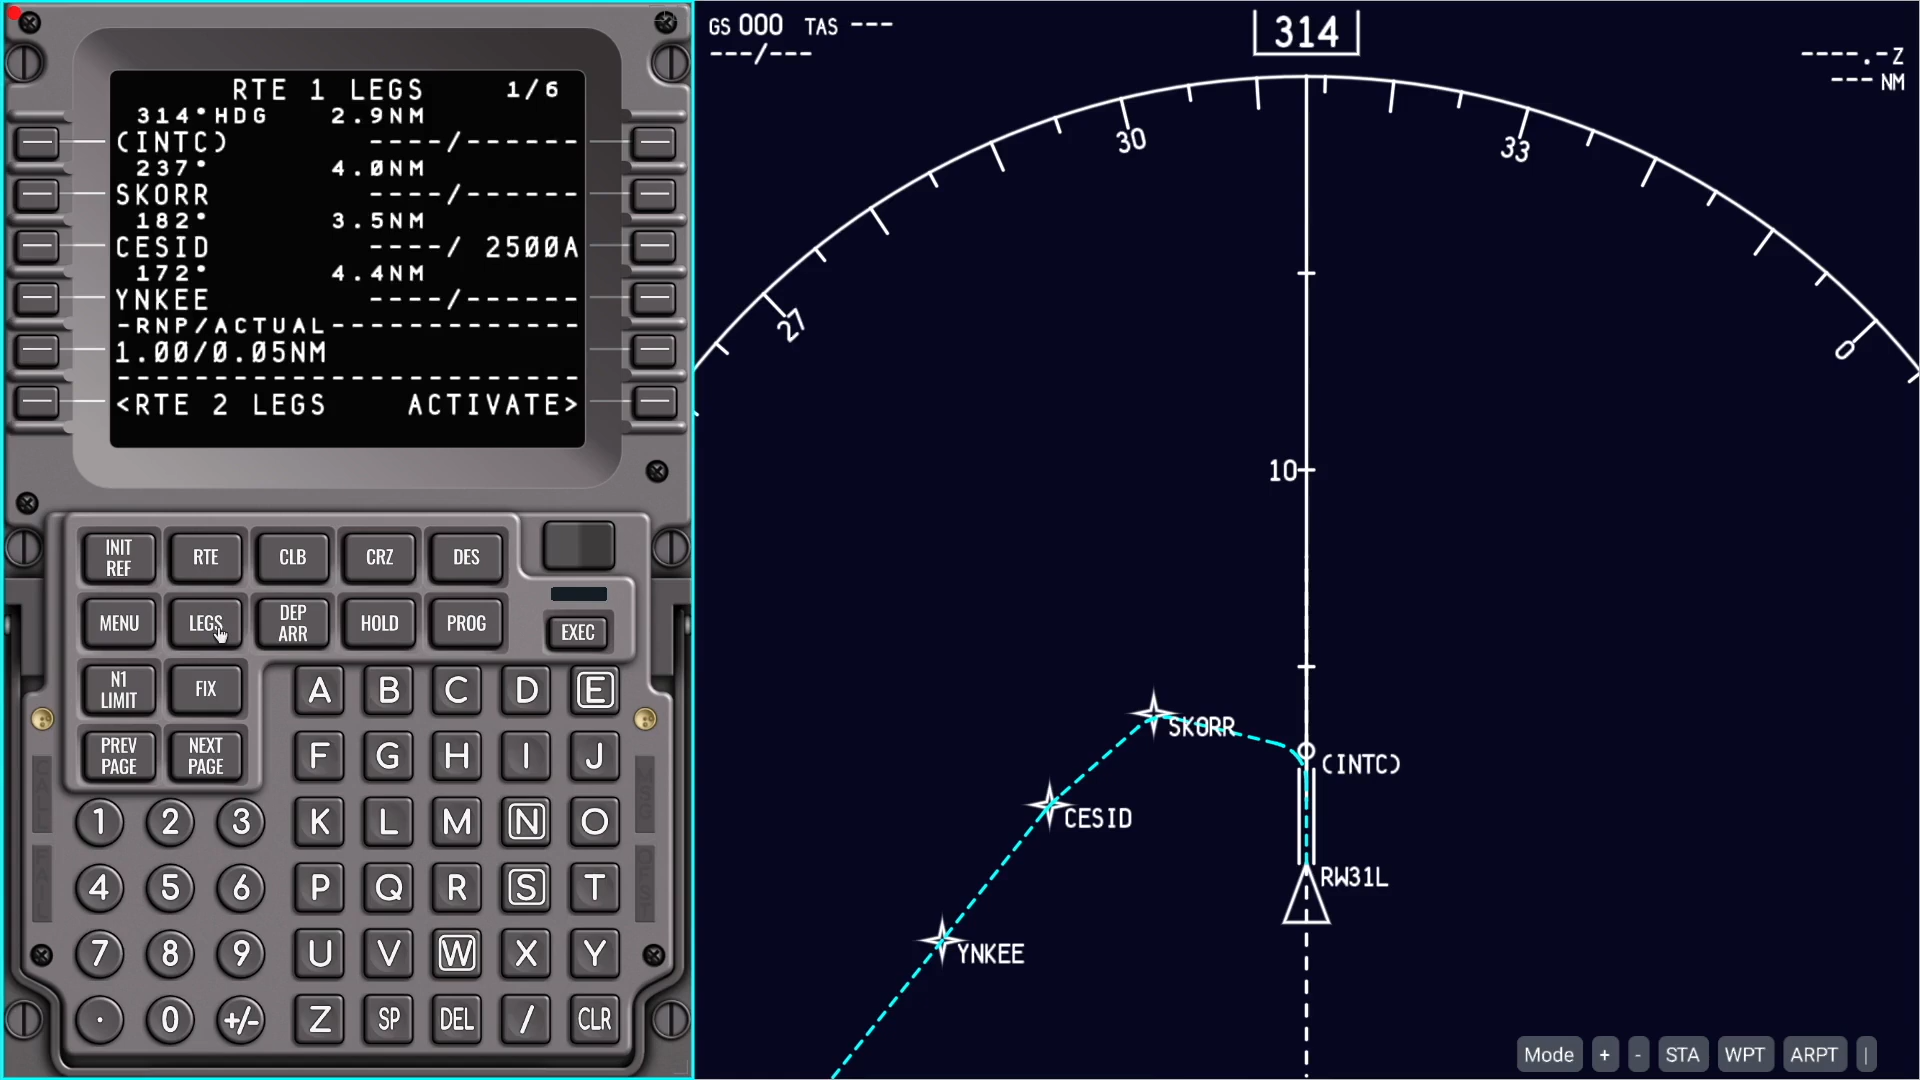 RTE 1 LEGS 1/6
314°HDG 2.9NM
(INTC) ----/------
237° 4.0NM
SKORR ----/------
182° 3.5NM
CESID ----/ 2500A
172° 4.4NM
YNKEE ----/------
-RNP/ACTUAL-------------
1.00/0.05NM
------------------------
<RTE 2 LEGS ACTIVATE>
INIT REF RTE CLB CRZ DES
MENU LEGS DEP ARR HOLD PROG EXEC
N1 LIMIT FIX
PREV PAGE NEXT PAGE
A B C D E
F G H I J
1 2 3 K L M N O
4 5 6 P Q R S T
7 8 9 U V W X Y
. 0 +/- Z SP DEL / CLR
GS 000 TAS ---
---/---
314
----.-Z
--- NM
27
30
33
0
10
SKORR
(INTC)
CESID
RW31L
YNKEE
Mode + - STA WPT ARPT |